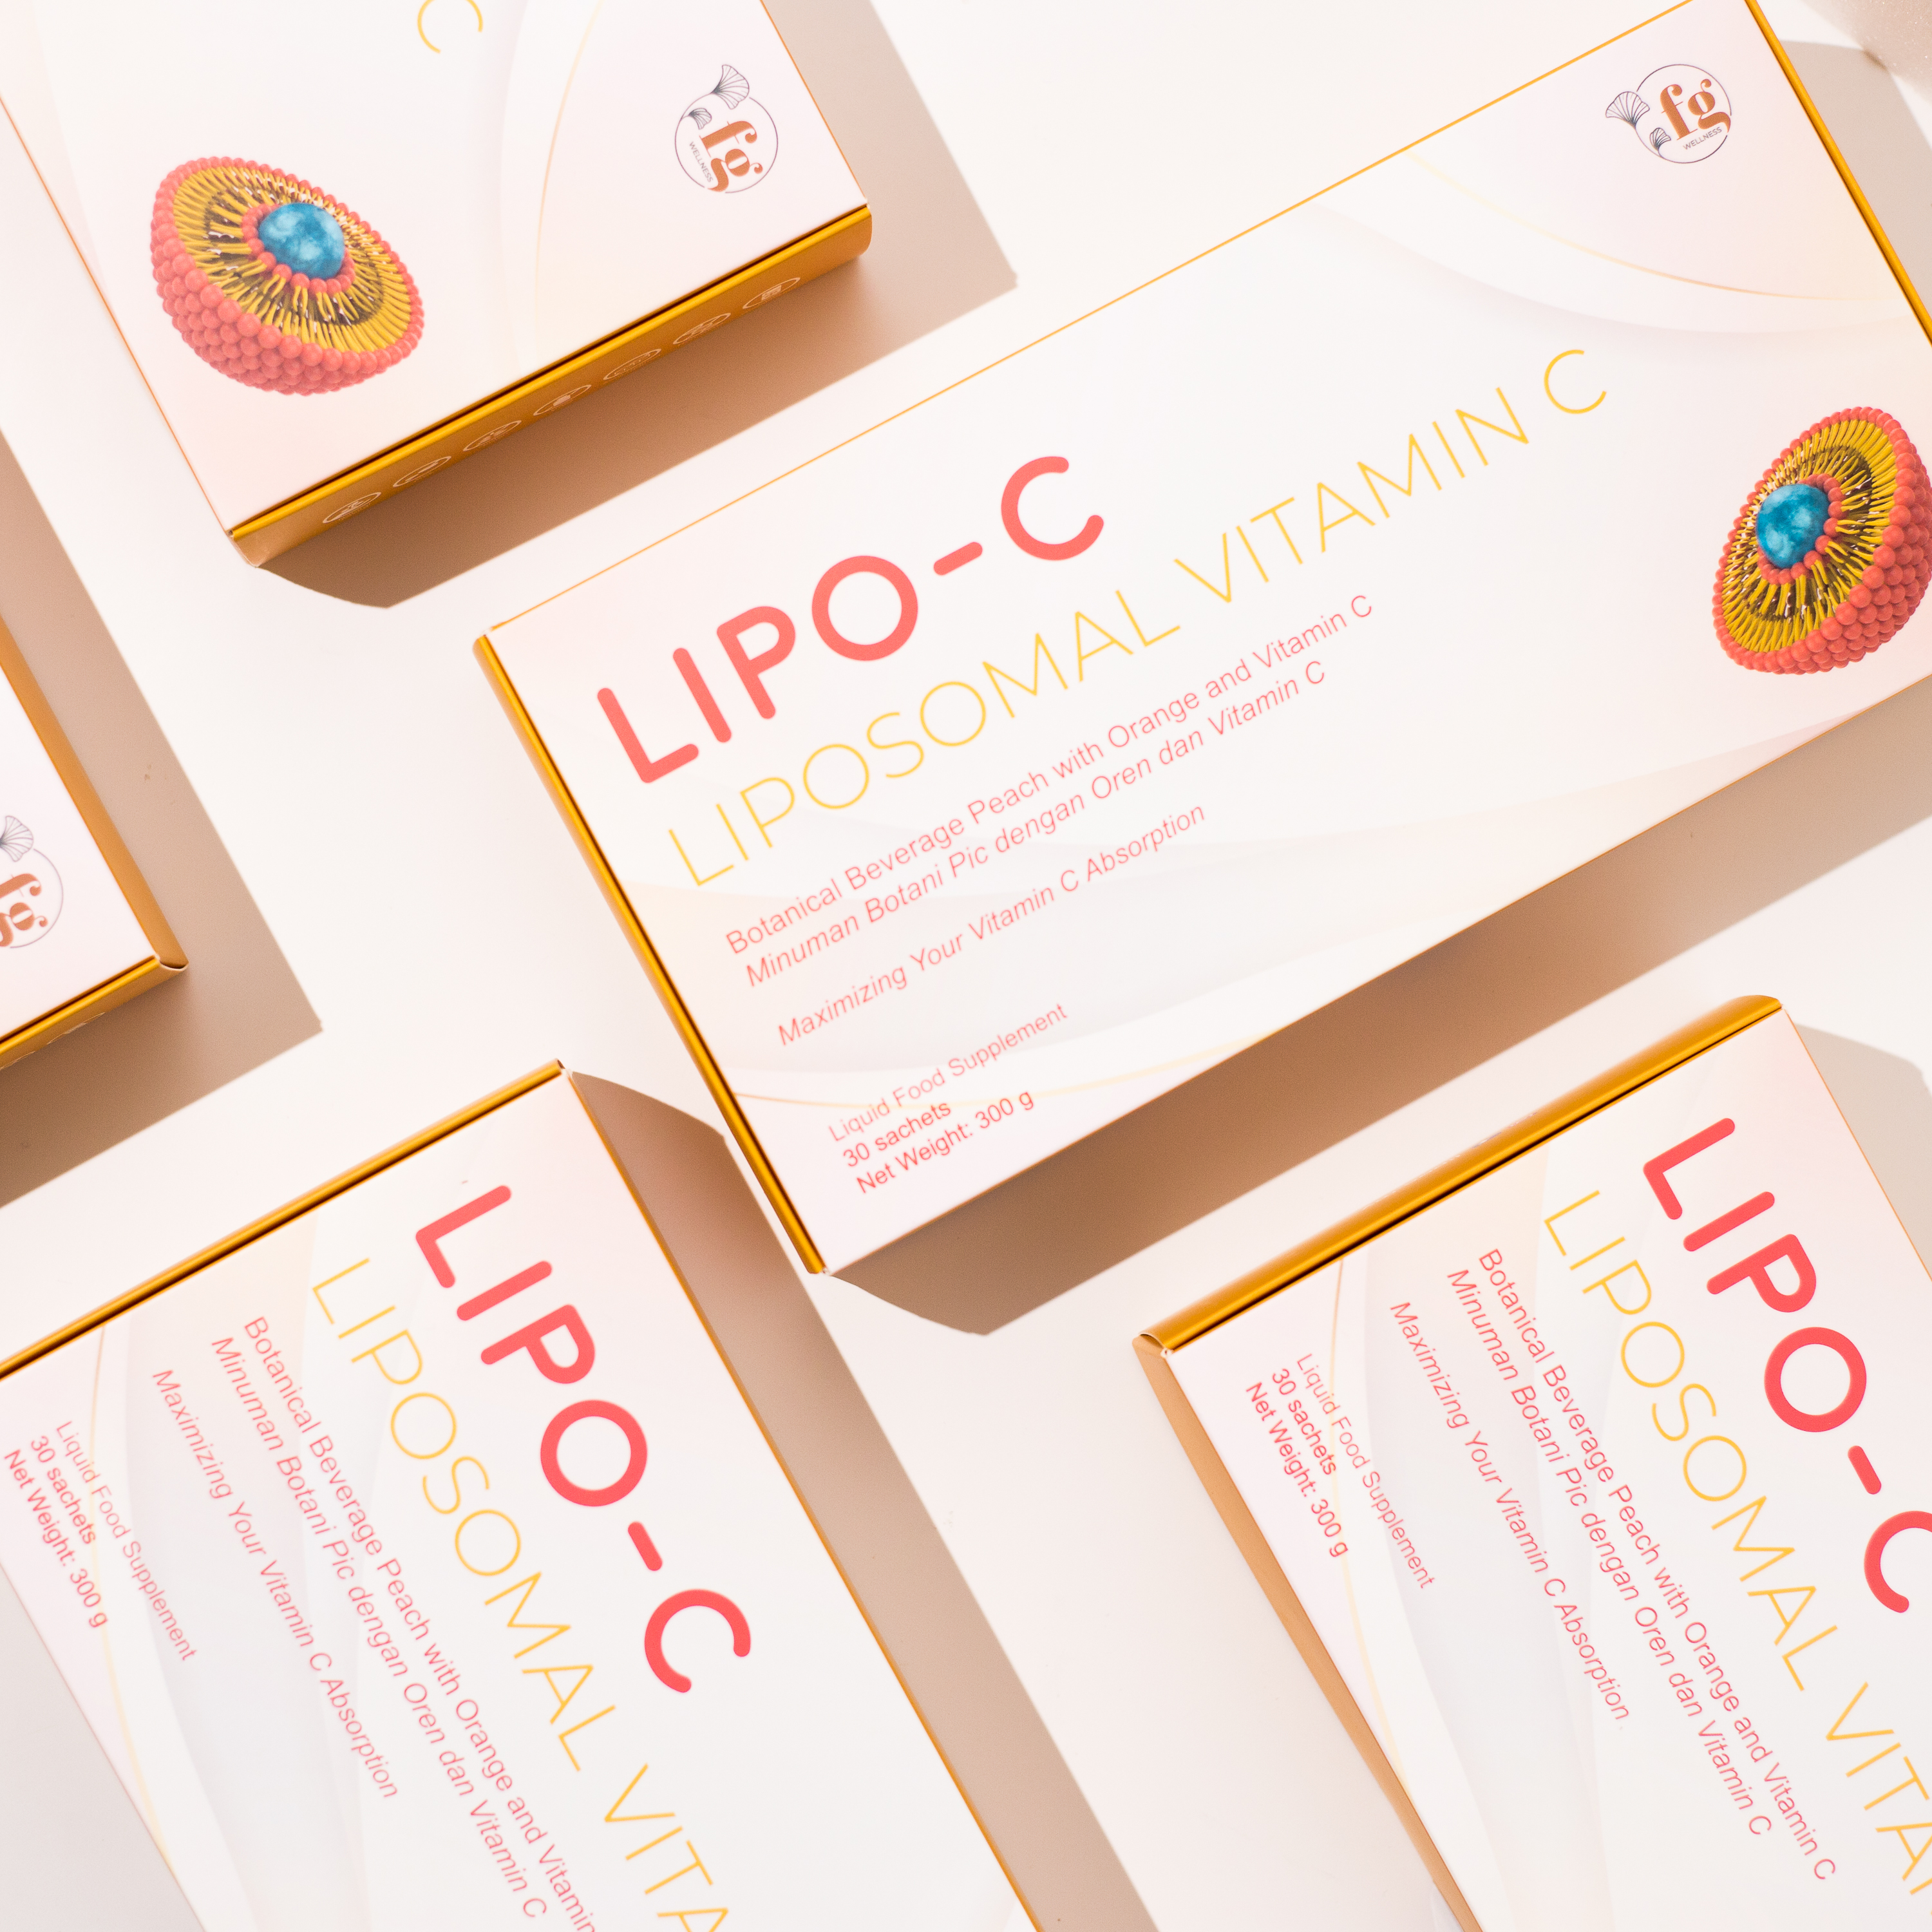 C
fg
WELLNESS
fg
WELLNESS
LIPO-C
LIPOSOMAL VITAMIN C
Botanical Beverage Peach with Orange and Vitamin C
Minuman Botani Pic dengan Oren dan Vitamin C
Maximizing Your Vitamin C Absorption
Liquid Food Supplement
30 sachets
Net Weight: 300 g
fg
LIPO-C
LIPOSOMAL VITA
Botanical Beverage Peach with Orange and Vitamin
Minuman Botani Pic dengan Oren dan Vitamin C
Maximizing Your Vitamin C Absorption
Liquid Food Supplement
30 sachets
Net Weight: 300 g
LIPO-C
LIPOSOMAL VITA
Botanical Beverage Peach with Orange and Vitamin C
Minuman Botani Pic dengan Oren dan Vitamin C
Maximizing Your Vitamin C Absorption
Liquid Food Supplement
30 sachets
Net Weight: 300 g